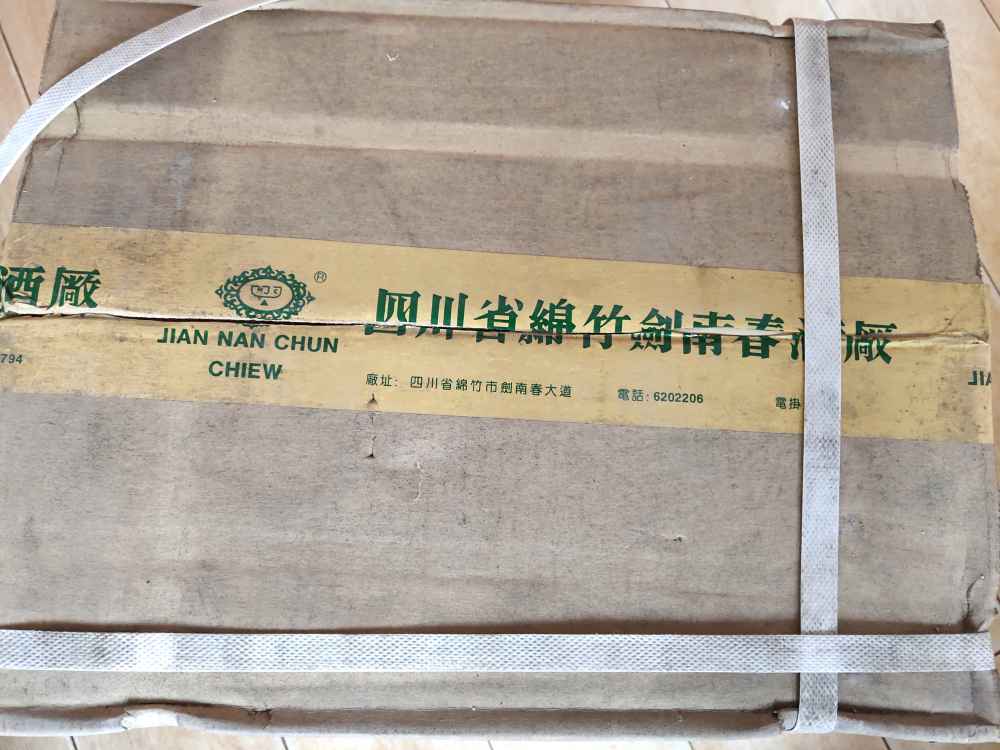 酒廠
794
®
JIAN NAN CHUN
CHIEW
四川省綿竹劍南春酒廠
廠址: 四川省綿竹市劍南春大道
電話: 6202206
電掛
JIA